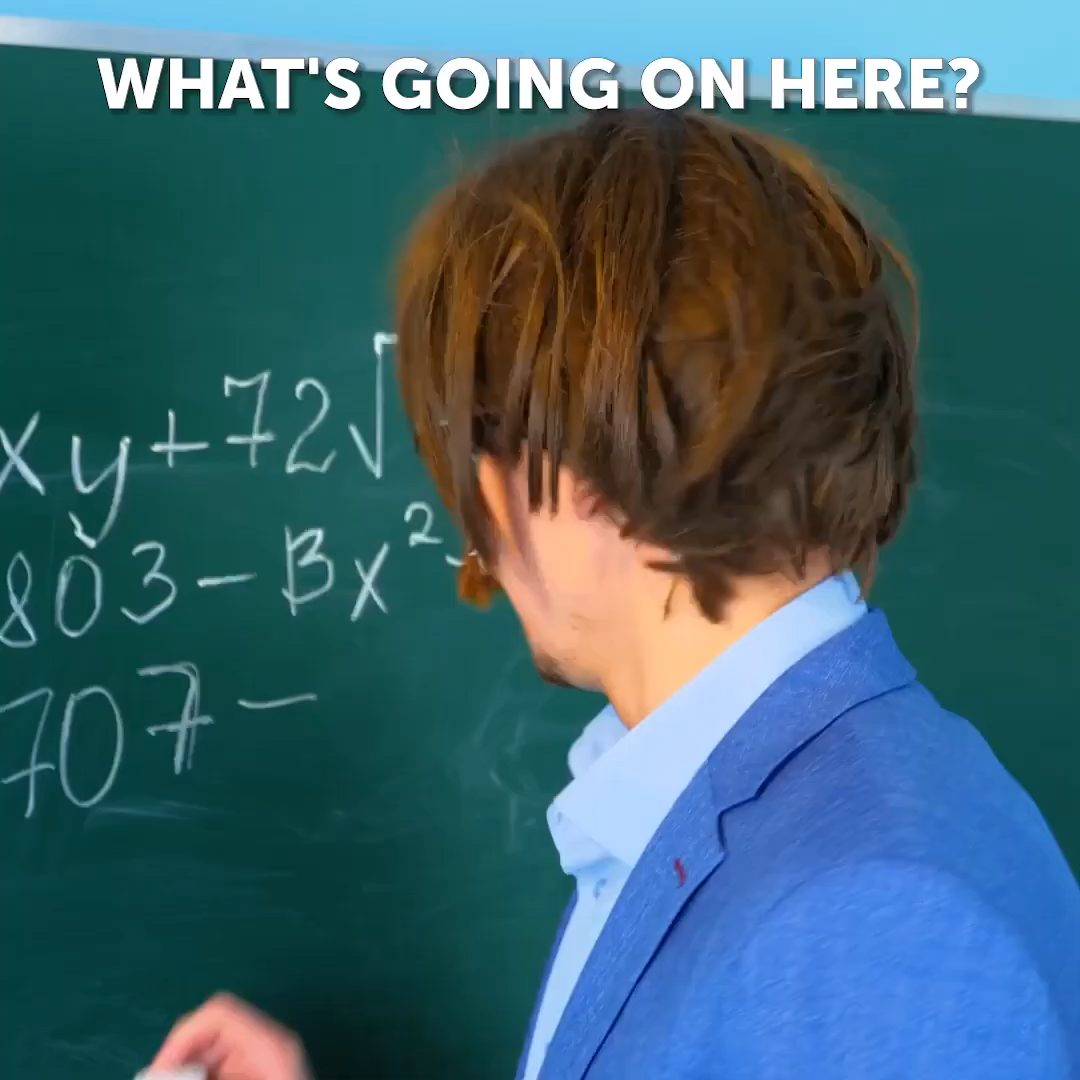 WHAT'S GOING ON HERE?
xy+72√
803-Bx²-
707-